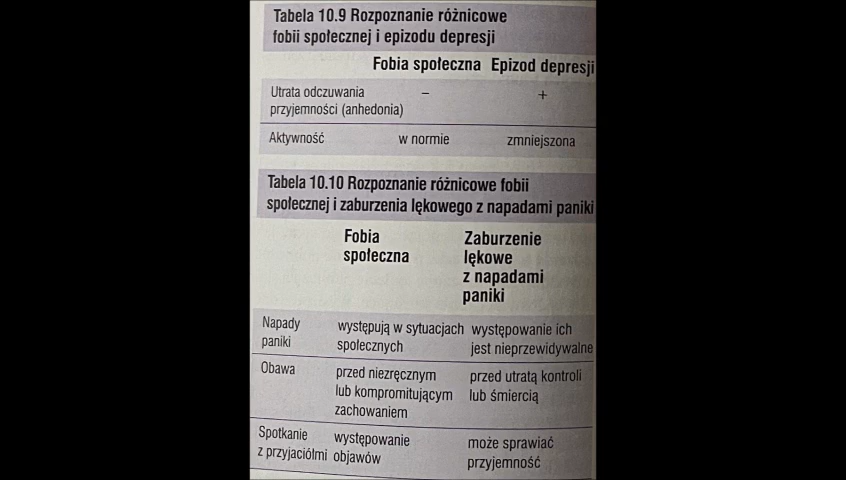 Tabela 10.9 Rozpoznanie różnicowe
fobii społecznej i epizodu depresji
Fobia społeczna Epizod depresji
Utrata odczuwania – +
przyjemności (anhedonia)
Aktywność w normie zmniejszona
Tabela 10.10 Rozpoznanie różnicowe fobii
społecznej i zaburzenia lękowego z napadami paniki
Fobia Zaburzenie
społeczna lękowe
z napadami
paniki
Napady występują w sytuacjach występowanie ich
paniki społecznych jest nieprzewidywalne
Obawa przed niezręcznym przed utratą kontroli
lub kompromitującym lub śmiercią
zachowaniem
Spotkanie występowanie może sprawiać
z przyjaciółmi objawów przyjemność